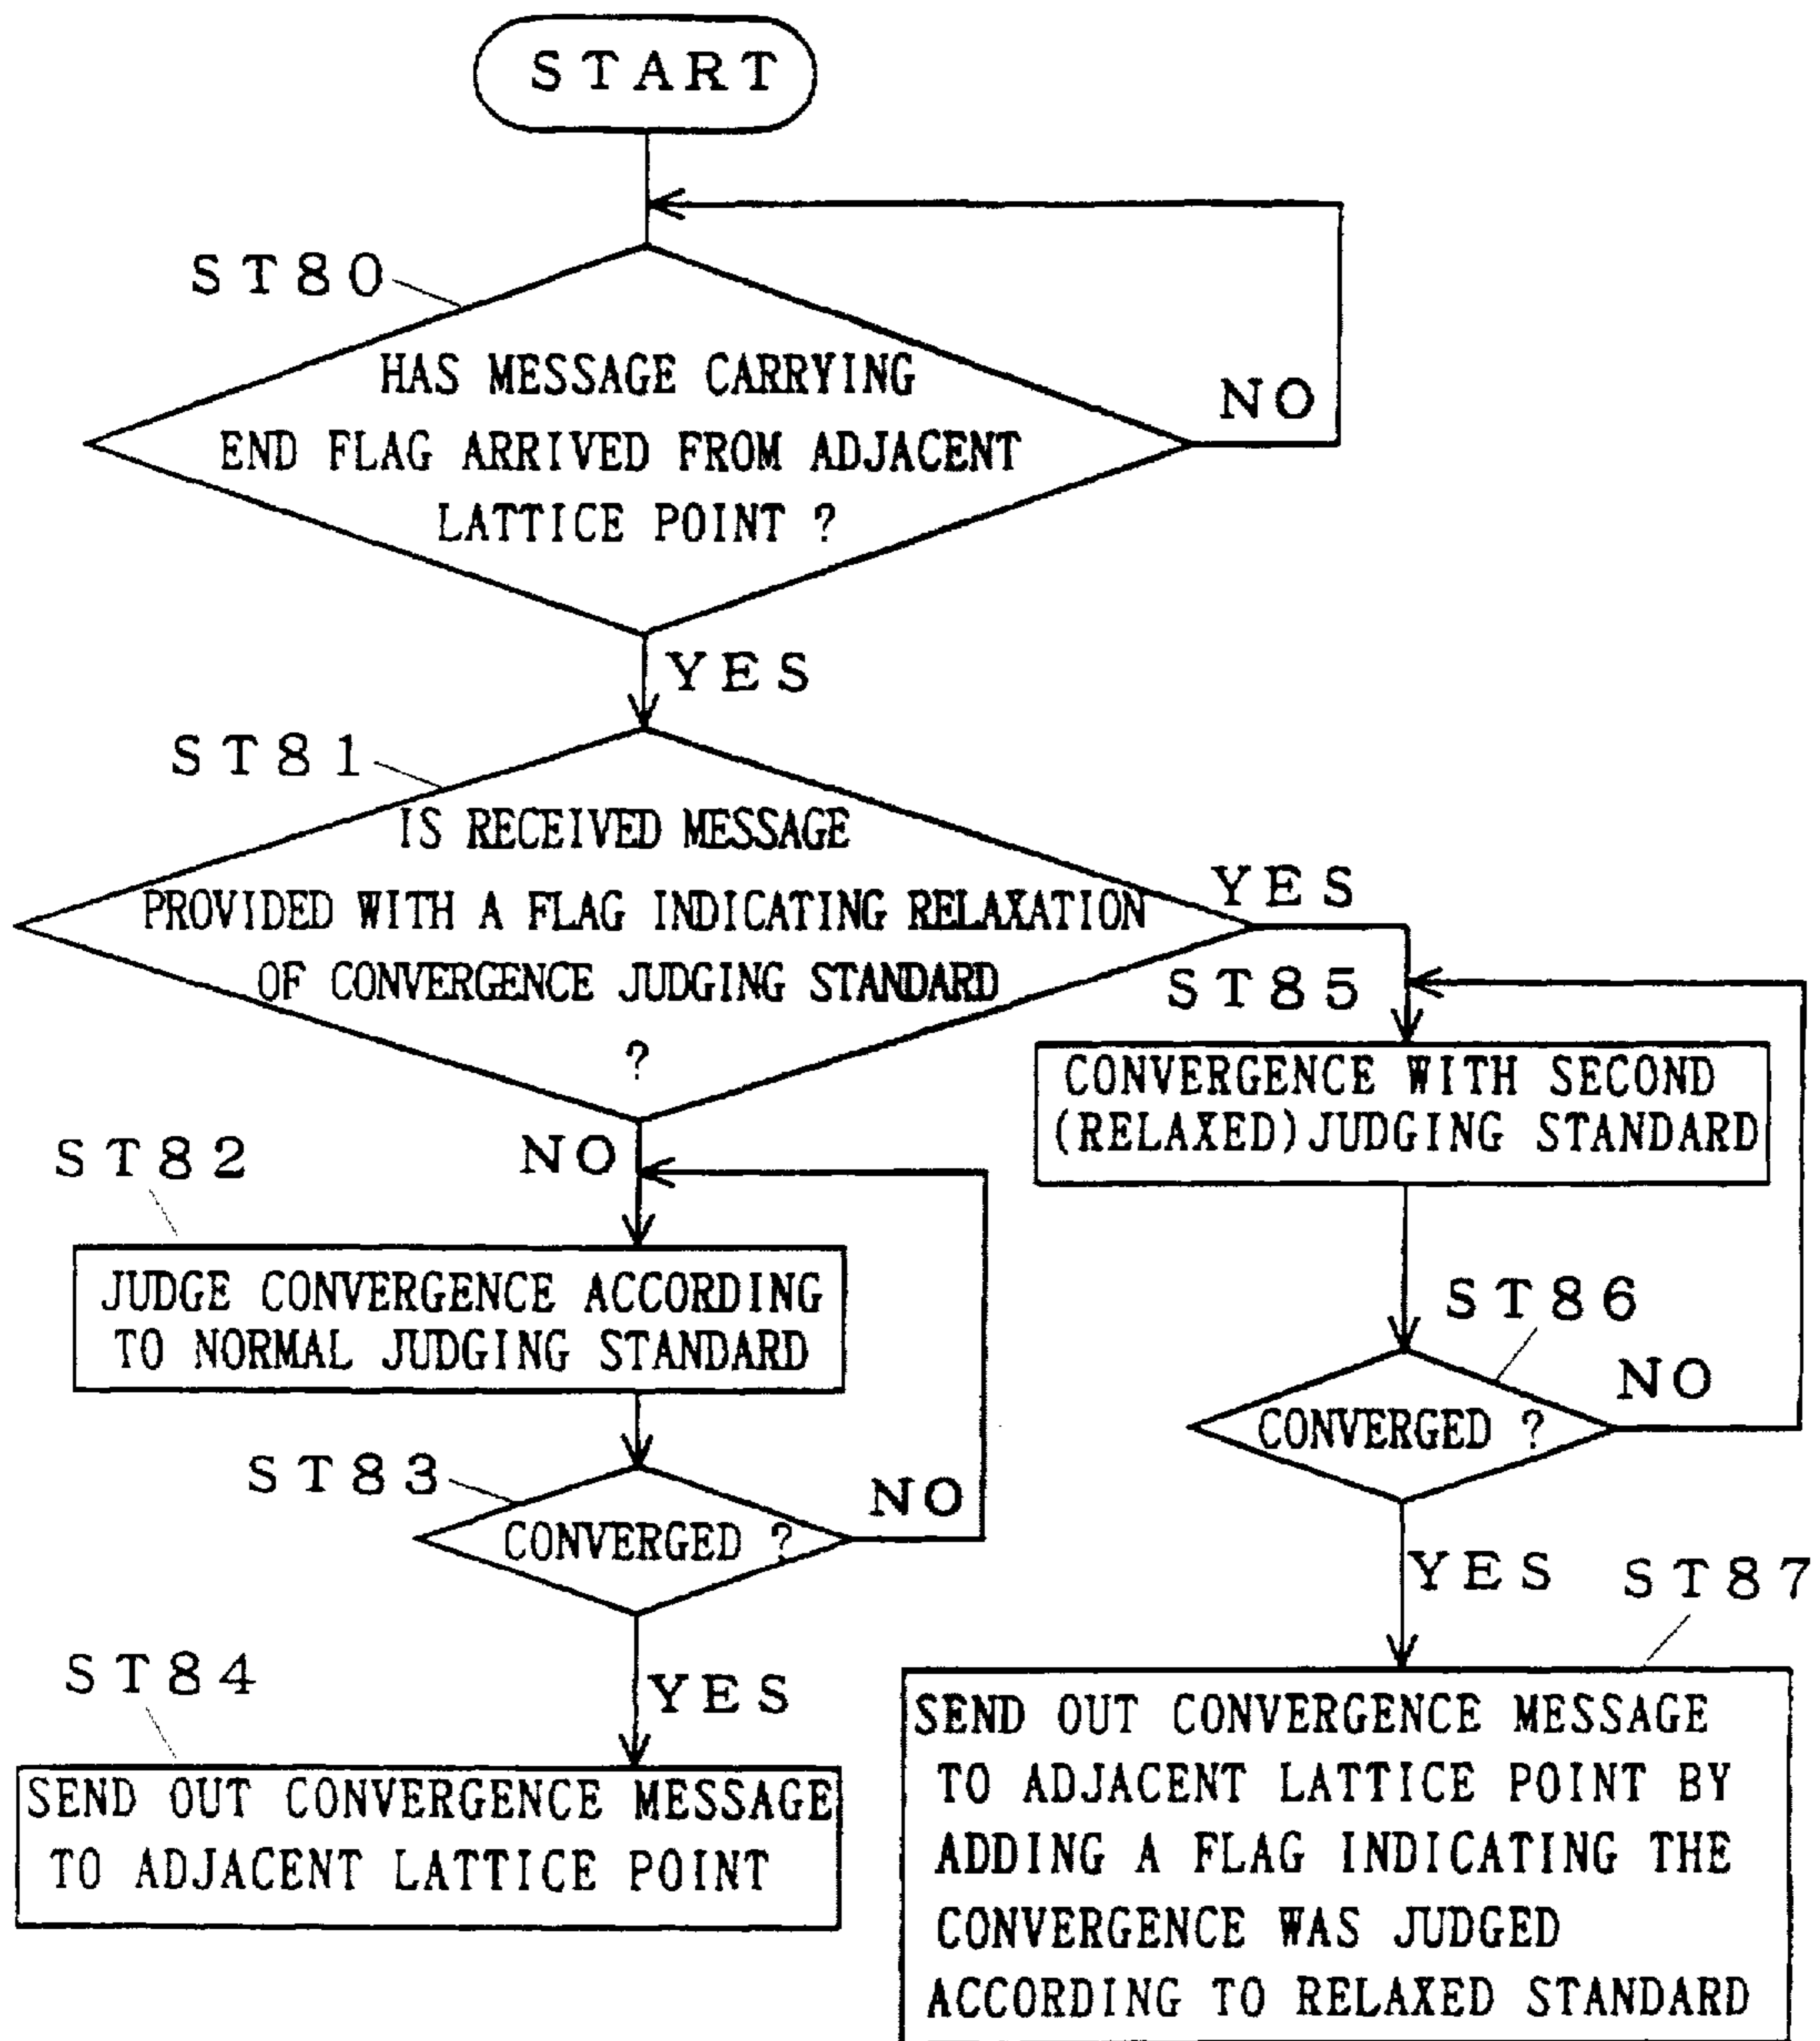 START
ST80
HAS MESSAGE CARRYING
END FLAG ARRIVED FROM ADJACENT
LATTICE POINT ?
NO
YES
ST81
IS RECEIVED MESSAGE
PROVIDED WITH A FLAG INDICATING RELAXATION
OF CONVERGENCE JUDGING STANDARD
?
YES
NO
ST82
JUDGE CONVERGENCE ACCORDING
TO NORMAL JUDGING STANDARD
ST83
CONVERGED ?
NO
YES
ST84
SEND OUT CONVERGENCE MESSAGE
TO ADJACENT LATTICE POINT
ST85
CONVERGENCE WITH SECOND
(RELAXED) JUDGING STANDARD
ST86
CONVERGED ?
NO
YES
ST87
SEND OUT CONVERGENCE MESSAGE
TO ADJACENT LATTICE POINT BY
ADDING A FLAG INDICATING THE
CONVERGENCE WAS JUDGED
ACCORDING TO RELAXED STANDARD